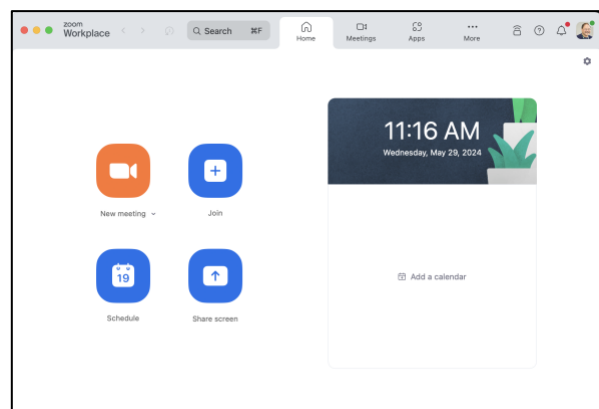 zoom
Workplace
Search ⌘F
Home
Meetings
Apps
More
11:16 AM
Wednesday, May 29, 2024
New meeting
Join
19
Schedule
Share screen
Add a calendar